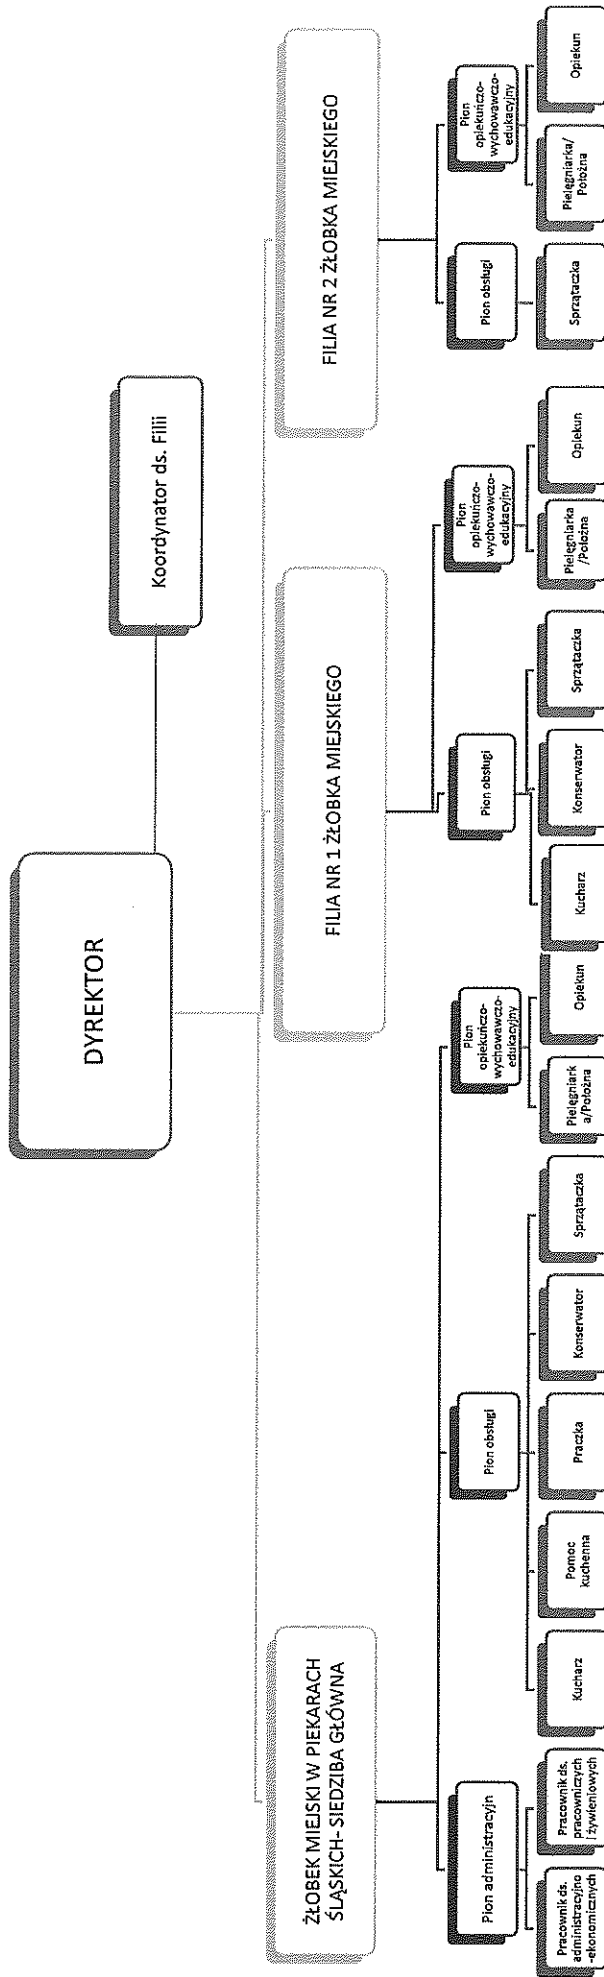 DYREKTOR
Koordynator ds. Filii
ŻŁOBEK MIEJSKI W PIEKARACH
ŚLĄSKICH- SIEDZIBA GŁÓWNA
FILIA NR 1 ŻŁOBKA MIEJSKIEGO
FILIA NR 2 ŻŁOBKA MIEJSKIEGO
Pion administracyjn
Pion obsługi
Pion
opiekuńczo-
wychowawczo-
edukacyjny
Pion obsługi
Pion
opiekuńczo-
wychowawczo-
edukacyjny
Pion obsługi
Pion
opiekuńczo-
wychowawczo-
edukacyjny
Pracownik ds.
administracyjno
-ekonomicznych
Pracownik ds.
pracowniczych
i żywieniowych
Kucharz
Pomoc
kuchenna
Praczka
Konserwator
Sprzątaczka
Pielęgniark
a/Położna
Opiekun
Kucharz
Konserwator
Sprzątaczka
Pielęgniarka
/Położna
Opiekun
Sprzątaczka
Pielęgniarka/
Położna
Opiekun